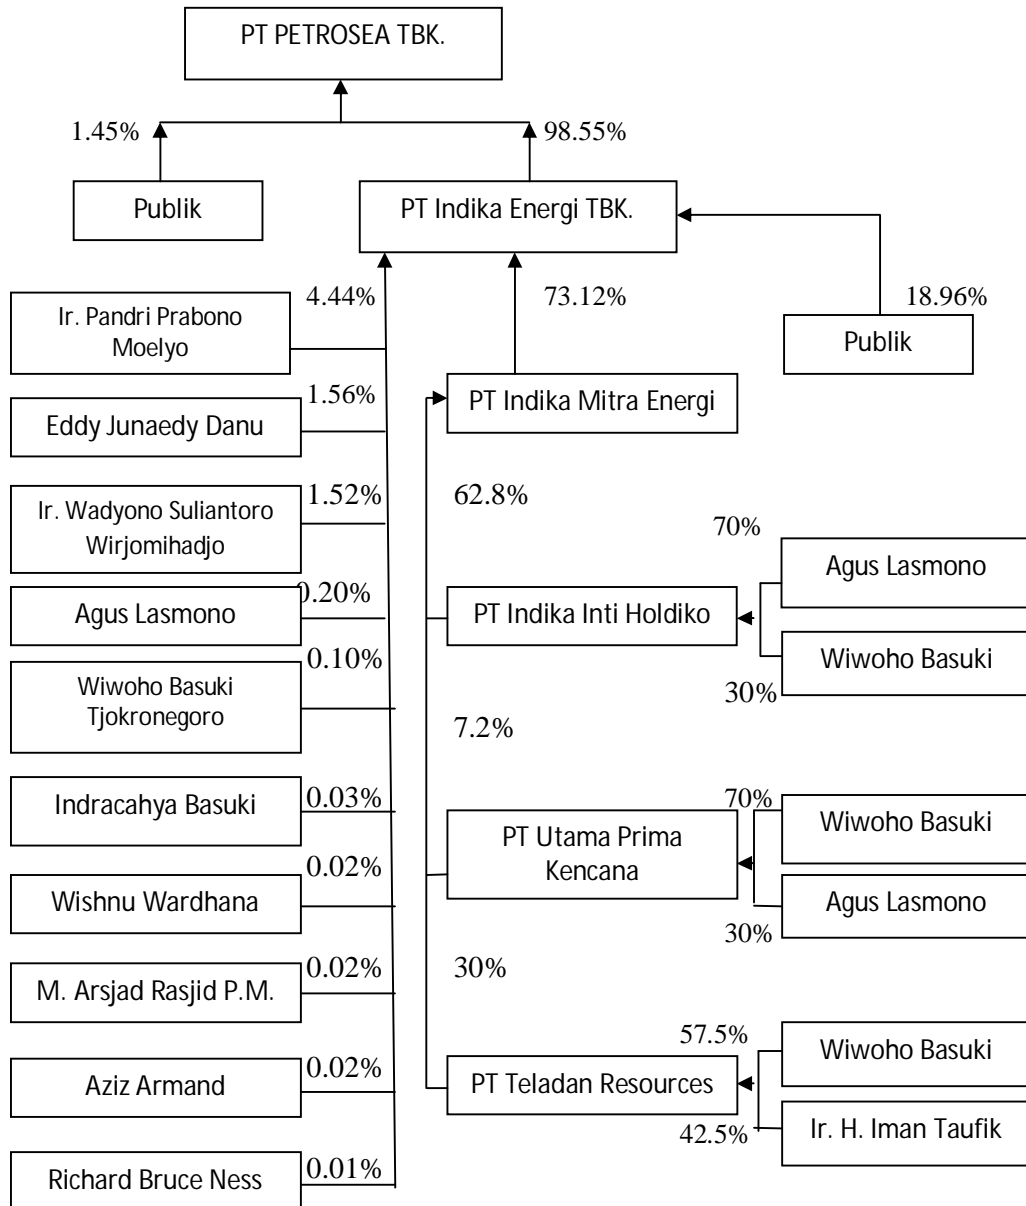 PT PETROSEA TBK.
1.45%
98.55%
Publik
PT Indika Energi TBK.
4.44%
73.12%
18.96%
Ir. Pandri Prabono
Moelyo
Publik
1.56%
PT Indika Mitra Energi
Eddy Junaedy Danu
1.52%
62.8%
Ir. Wadyono Suliantoro
Wirjomihadjo
70%
Agus Lasmono
0.20%
Agus Lasmono
PT Indika Inti Holdiko
0.10%
Wiwoho Basuki
Wiwoho Basuki
Tjokronegoro
30%
7.2%
Indracahya Basuki
0.03%
70%
Wiwoho Basuki
PT Utama Prima
Kencana
0.02%
Wishnu Wardhana
Agus Lasmono
30%
0.02%
30%
M. Arsjad Rasjid P.M.
57.5%
Wiwoho Basuki
0.02%
Aziz Armand
PT Teladan Resources
42.5%
Ir. H. Iman Taufik
0.01%
Richard Bruce Ness